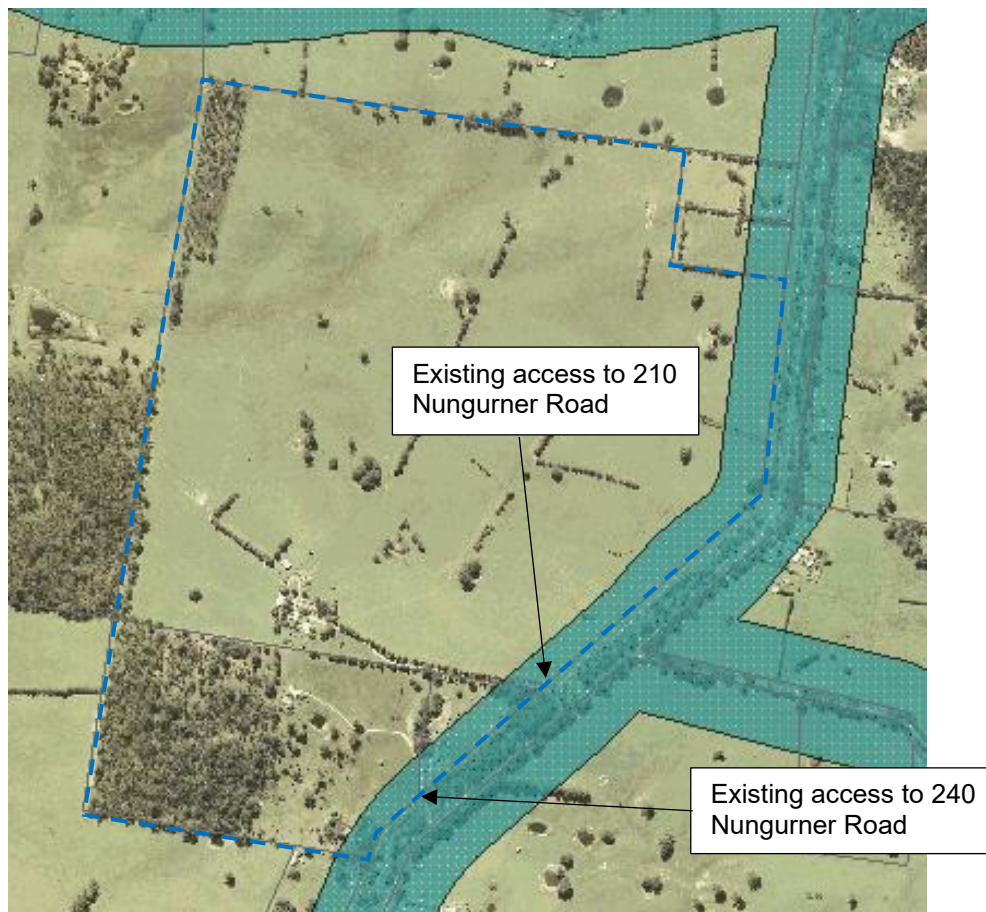 Existing access to 210
Nungurner Road
Existing access to 240
Nungurner Road